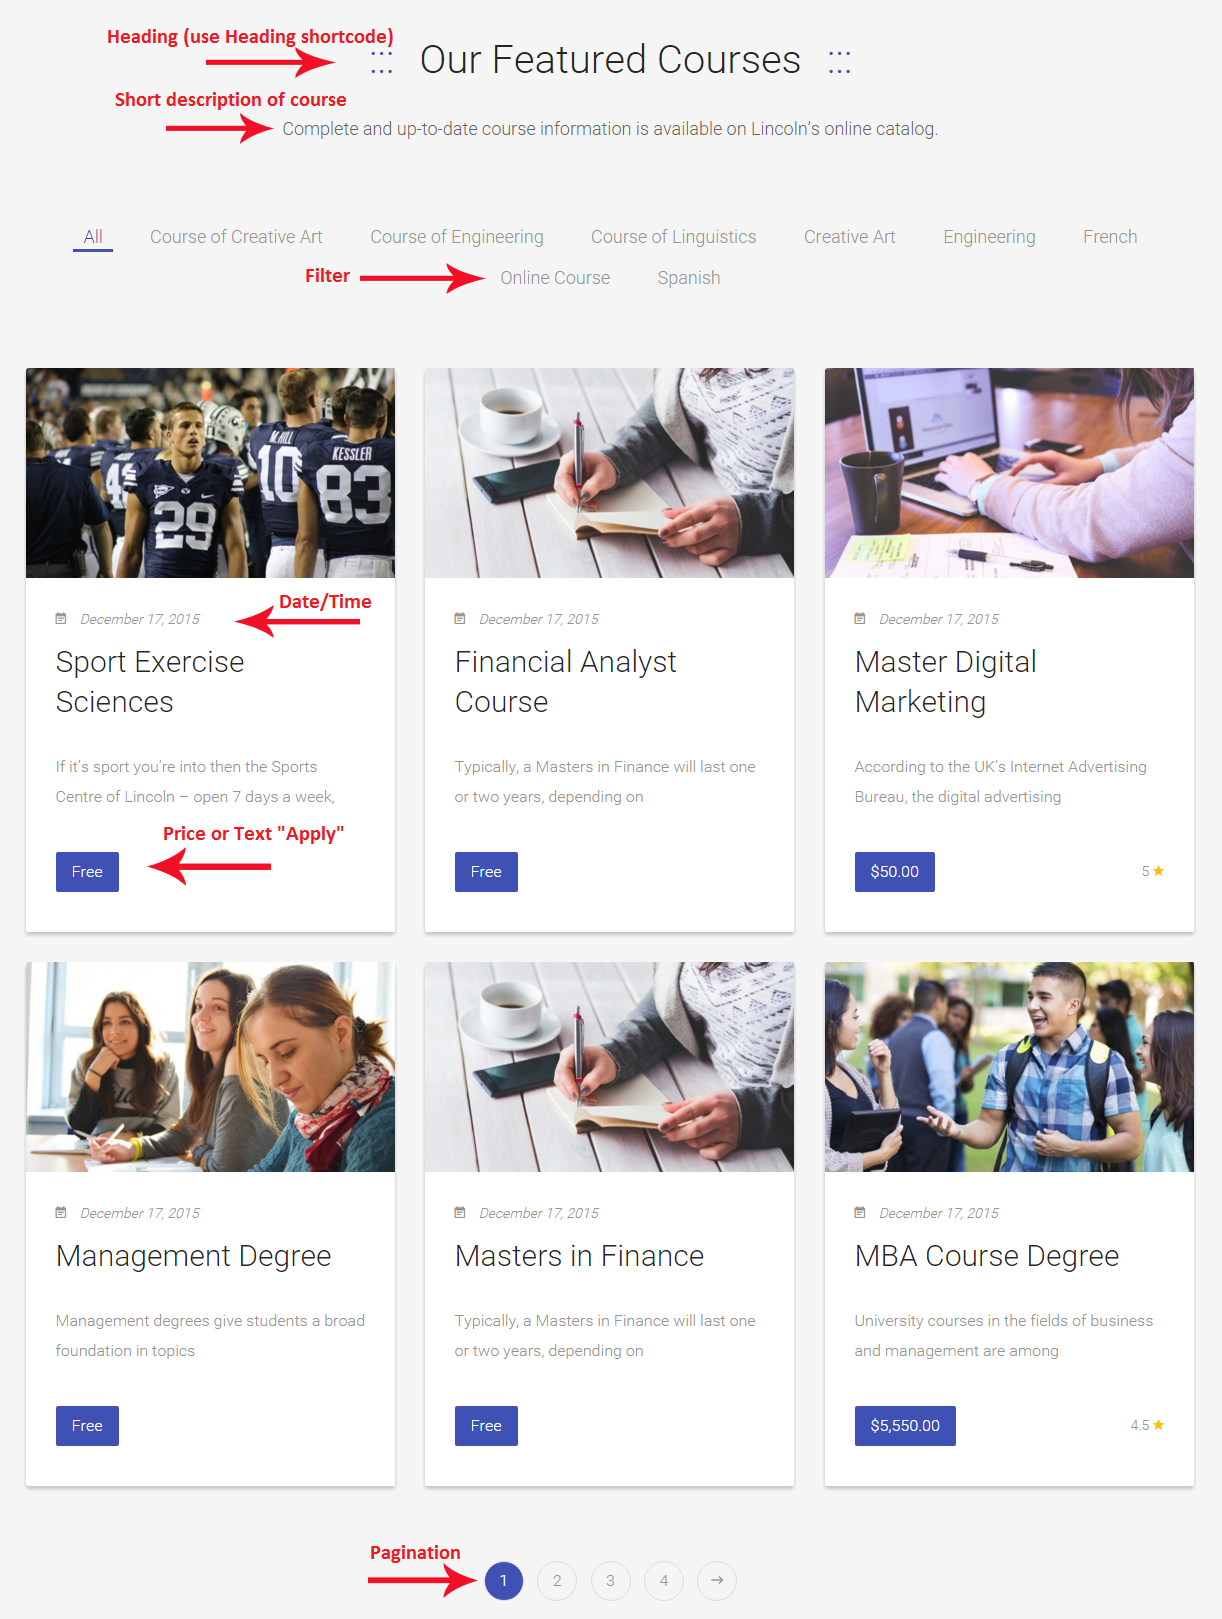 Heading (use Heading shortcode)
::: Our Featured Courses :::
Short description of course
Complete and up-to-date course information is available on Lincoln’s online catalog.
All Course of Creative Art Course of Engineering Course of Linguistics Creative Art Engineering French
Filter Online Course Spanish
M.HILL
10
KESSLER
83
29
Date/Time
December 17, 2015
Sport Exercise
Sciences
If it’s sport you’re into then the Sports
Centre of Lincoln – open 7 days a week,
Price or Text "Apply"
Free
December 17, 2015
Financial Analyst
Course
Typically, a Masters in Finance will last one
or two years, depending on
Free
December 17, 2015
Master Digital
Marketing
According to the UK’s Internet Advertising
Bureau, the digital advertising
$50.00 5
December 17, 2015
Management Degree
Management degrees give students a broad
foundation in topics
Free
December 17, 2015
Masters in Finance
Typically, a Masters in Finance will last one
or two years, depending on
Free
December 17, 2015
MBA Course Degree
University courses in the fields of business
and management are among
$5,550.00 4.5
Pagination
1 2 3 4 →